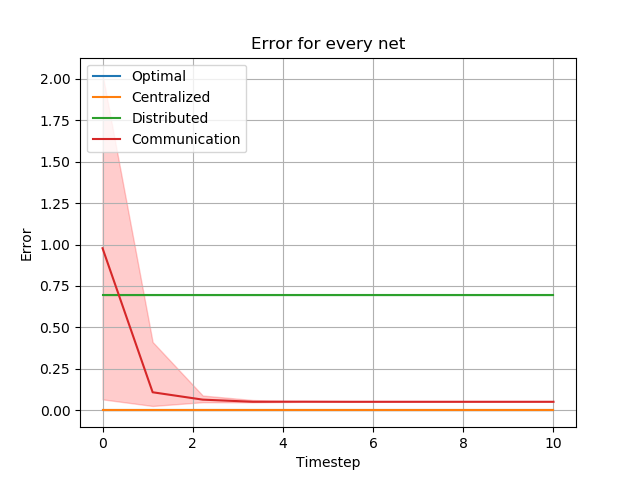 Error for every net
Optimal
Centralized
Distributed
Communication
2.00
1.75
1.50
1.25
1.00
0.75
0.50
0.25
0.00
Error
0 2 4 6 8 10
Timestep